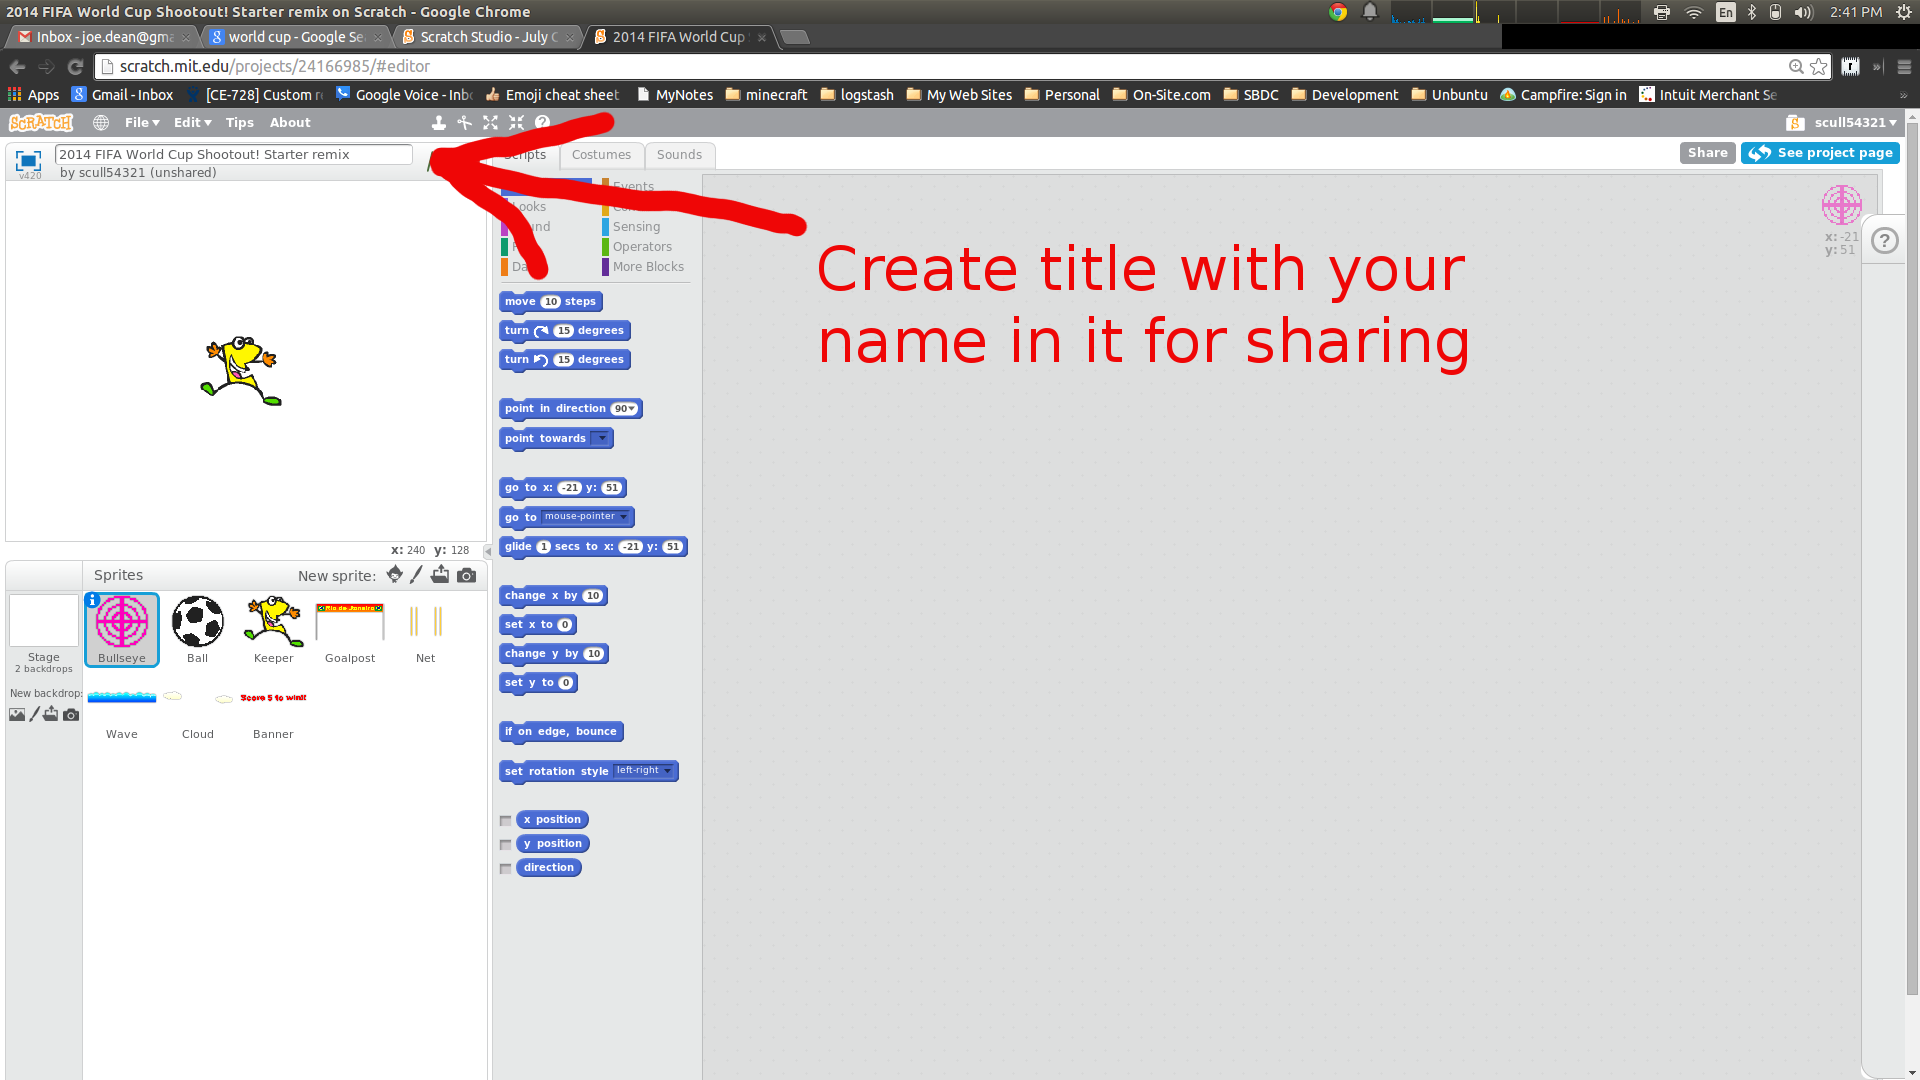 2014 FIFA World Cup Shootout! Starter remix on Scratch - Google Chrome
En 2:41 PM
Inbox - joe.dean@gma
world cup - Google Se
Scratch Studio - July C
2014 FIFA World Cup
scratch.mit.edu/projects/24166985/#editor
Apps Gmail - Inbox [CE-728] Custom r Google Voice - Inb Emoji cheat sheet MyNotes minecraft logstash My Web Sites Personal On-Site.com SBDC Development Unbuntu Campfire: Sign in Intuit Merchant Se
SCRATCH File Edit Tips About scull54321
2014 FIFA World Cup Shootout! Starter remix
by scull54321 (unshared)
v420
Scripts Costumes Sounds
Share See project page
Events
Looks
Sensing
Operators
More Blocks
x: -21
y: 51
?
Create title with your
name in it for sharing
move 10 steps
turn 15 degrees
turn 15 degrees
point in direction 90
point towards
go to x: -21 y: 51
go to mouse-pointer
glide 1 secs to x: -21 y: 51
change x by 10
set x to 0
change y by 10
set y to 0
if on edge, bounce
set rotation style left-right
x position
y position
direction
x: 240 y: 128
Sprites New sprite:
Rio de Janeiro
Stage
2 backdrops
New backdrop:
Bullseye Ball Keeper Goalpost Net
Score 5 to win!!
Wave Cloud Banner